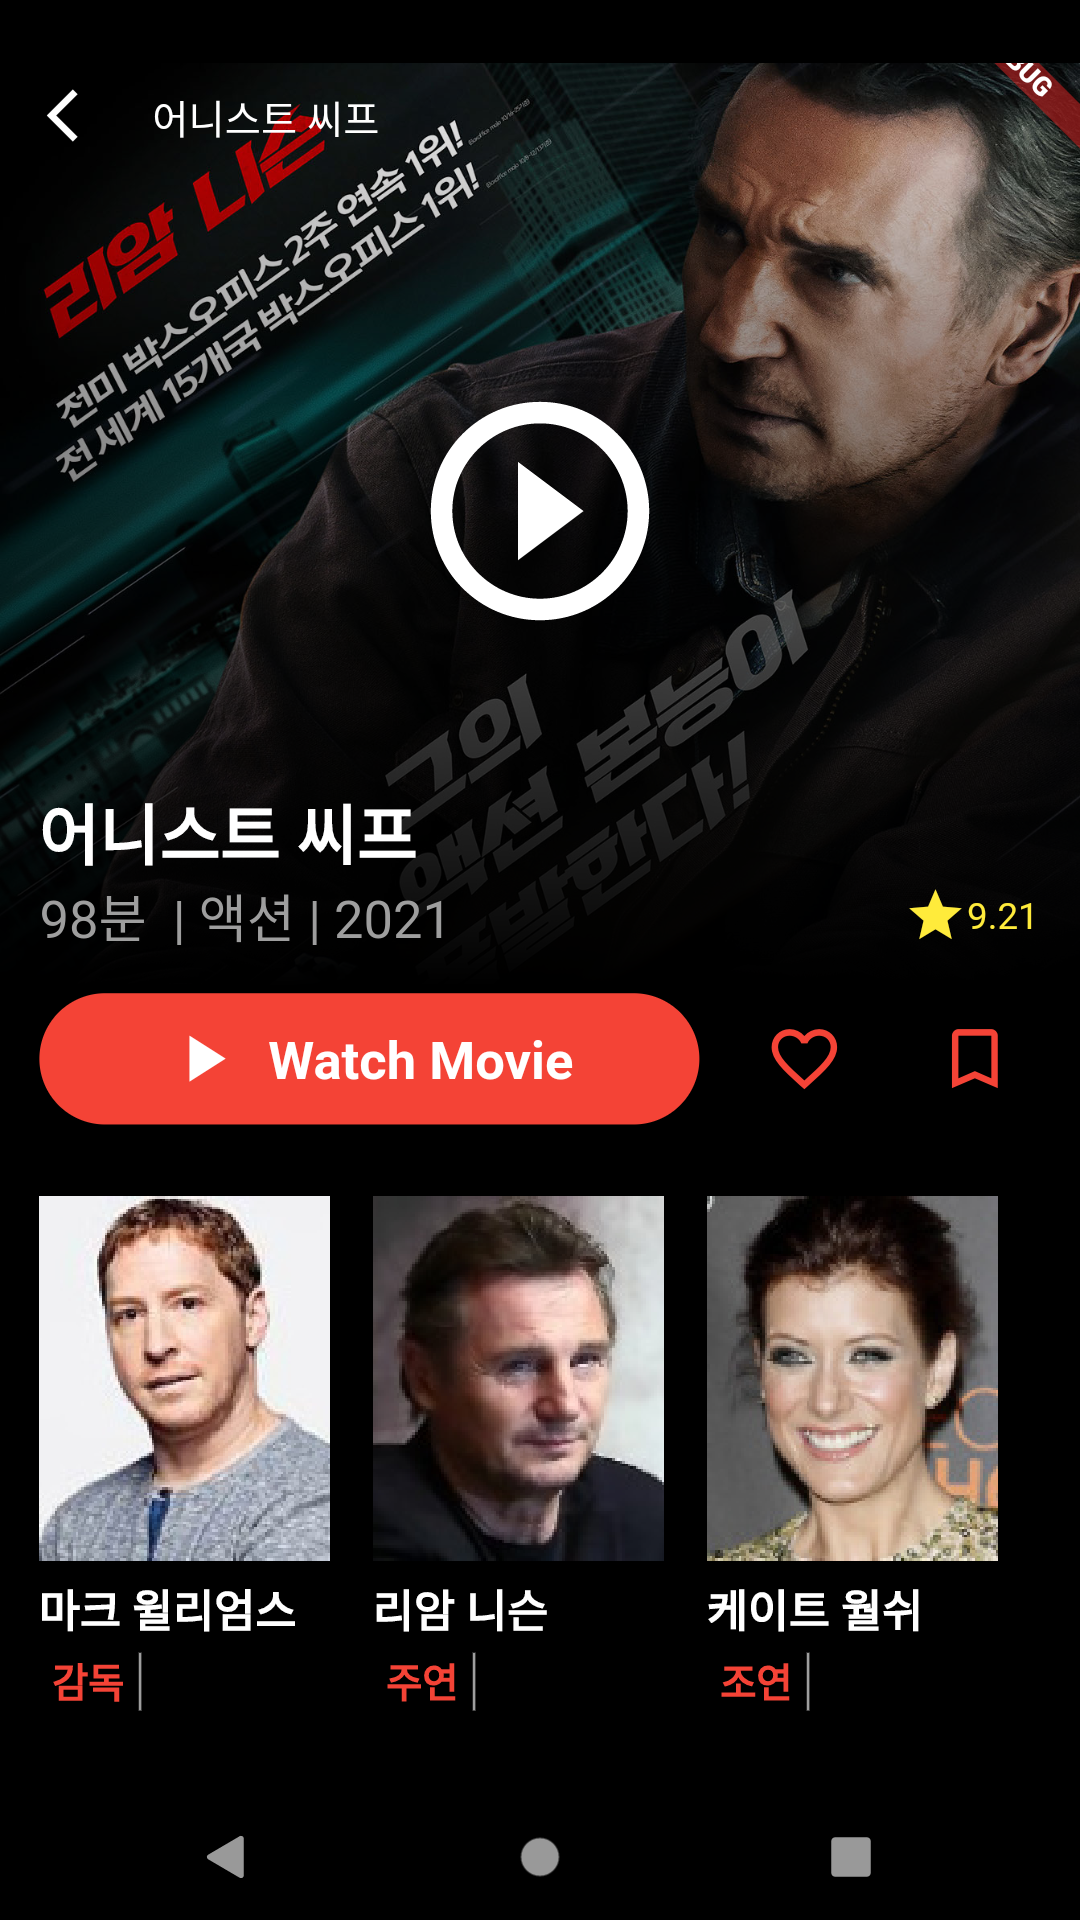 어니스트 씨프
리암 니슨
전미 박스오피스 2주 연속 1위!
전 세계 15개국 박스오피스 1위!
그의
액션 본능이
폭발한다!
어니스트 씨프
98분 | 액션 | 2021
9.21
Watch Movie
마크 윌리엄스
리암 니슨
케이트 월쉬
감독
주연
조연